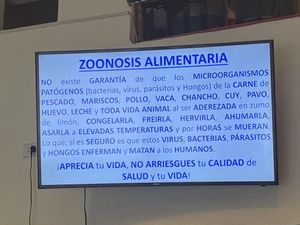 ZOONOSIS ALIMENTARIA
NO existe GARANTÍA de que los MICROORGANISMOS
PATÓGENOS (bacterias, virus, parásitos y Hongos) de la CARNE de
PESCADO, MARISCOS, POLLO, VACA, CHANCHO, CUY, PAVO,
HUEVO, LECHE y TODA VIDA ANIMAL al ser ADEREZADA en zumo
de limón, CONGELARLA, FREIRLA, HERVIRLA, AHUMARLA,
ASARLA a ELEVADAS TEMPERATURAS y por HORAS se MUERAN.
Lo que, si es SEGURO es que estos VIRUS, BACTERIAS, PÁRASITOS
y HONGOS ENFERMAN y MATAN a los HUMANOS.
¡APRECIA tu VIDA, NO ARRIESGUES tu CALIDAD de
SALUD y tu VIDA!